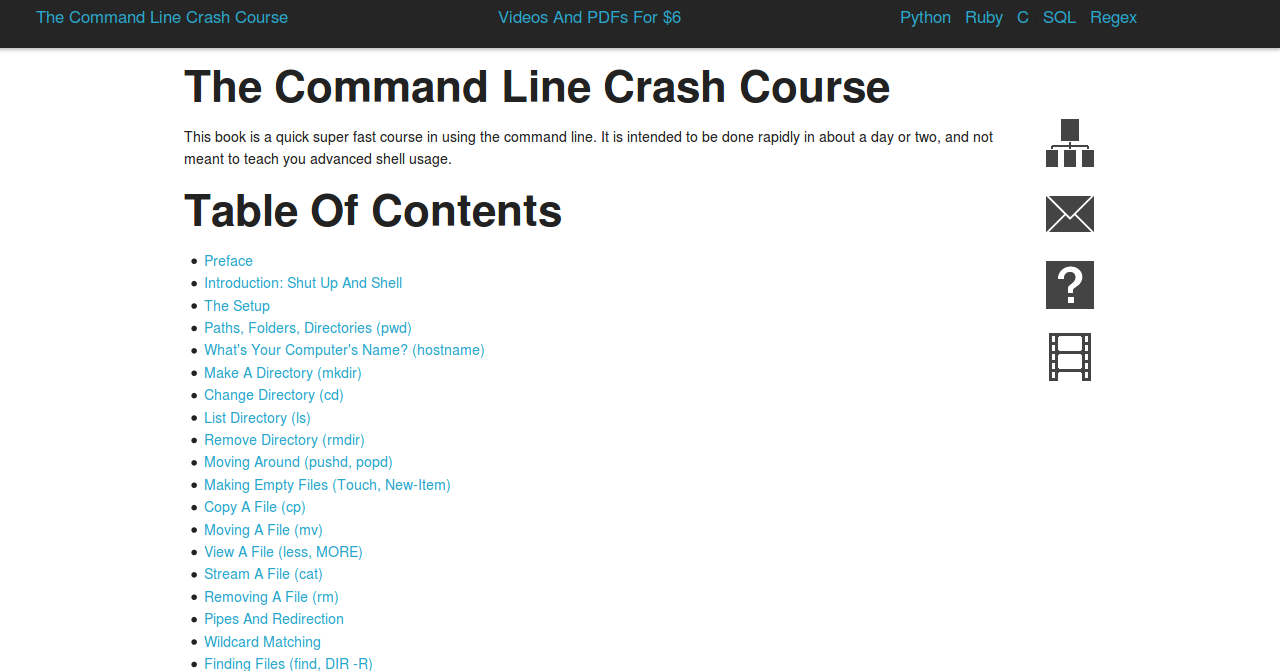 The Command Line Crash Course
Videos And PDFs For $6
Python Ruby C SQL Regex
The Command Line Crash Course
This book is a quick super fast course in using the command line. It is intended to be done rapidly in about a day or two, and not
meant to teach you advanced shell usage.
Table Of Contents
Preface
Introduction: Shut Up And Shell
The Setup
Paths, Folders, Directories (pwd)
What's Your Computer's Name? (hostname)
Make A Directory (mkdir)
Change Directory (cd)
List Directory (ls)
Remove Directory (rmdir)
Moving Around (pushd, popd)
Making Empty Files (Touch, New-Item)
Copy A File (cp)
Moving A File (mv)
View A File (less, MORE)
Stream A File (cat)
Removing A File (rm)
Pipes And Redirection
Wildcard Matching
Finding Files (find, DIR -R)
?